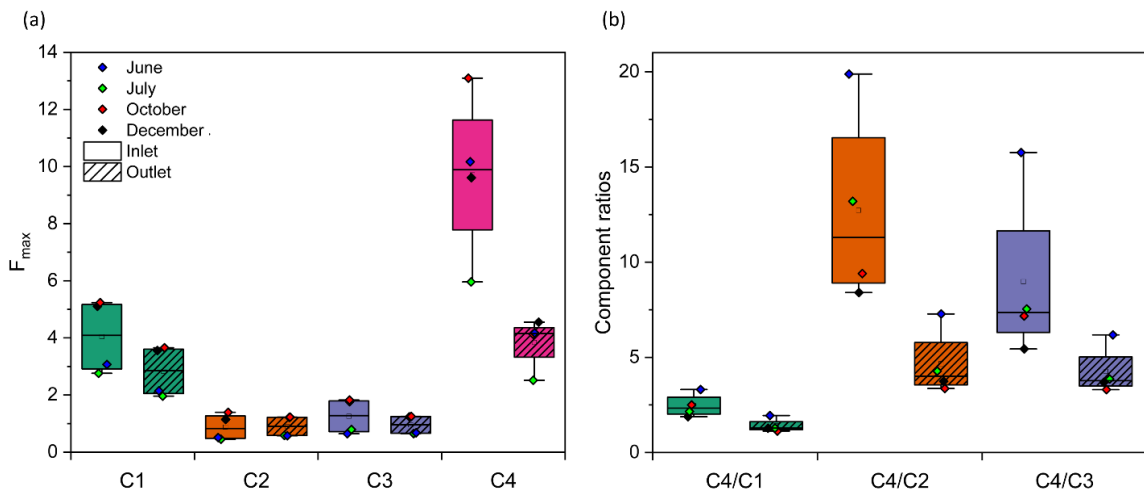 (a)
(b)
14
12
10
8
6
4
2
0
F_max
June
July
October
December .
Inlet
Outlet
C1
C2
C3
C4
20
15
10
5
0
Component ratios
C4/C1
C4/C2
C4/C3